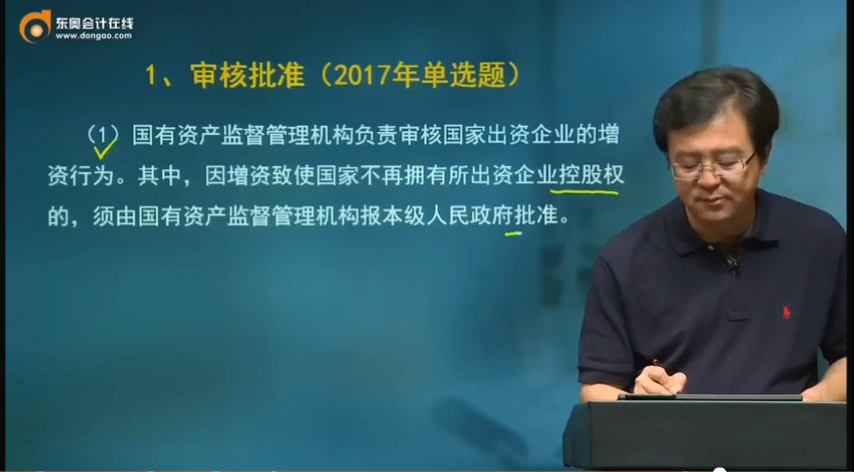 东奥会计在线
www.dongao.com
1、审核批准（2017年单选题）
（1）国有资产监督管理机构负责审核国家出资企业的增
资行为。其中，因增资致使国家不再拥有所出资企业控股权
的，须由国有资产监督管理机构报本级人民政府批准。